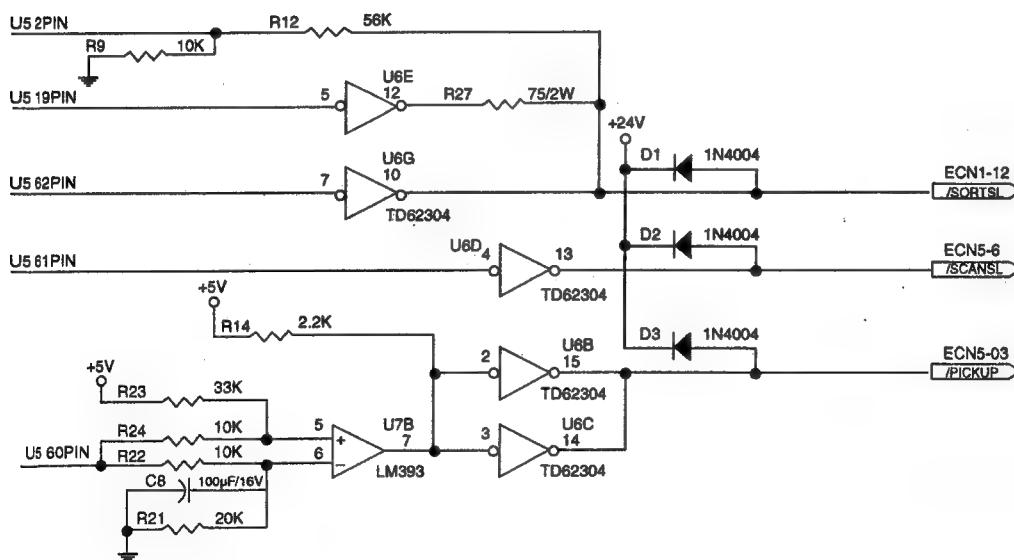 U5 2PIN
R12
56K
R9
10K
U6E
U5 19PIN
5
12
R27
75/2W
+24V
U6G
D1
1N4004
ECN1-12
U5 62PIN
7
10
/SORTSL
TD62304
U6D
D2
1N4004
ECN5-6
U5 61PIN
4
13
/SCANSL
TD62304
+5V
R14
2.2K
D3
1N4004
U6B
ECN5-03
2
15
/PICKUP
+5V
TD62304
R23
33K
U6C
R24
10K
5
+
U7B
7
3
14
U5 60PIN
R22
10K
6
−
LM393
TD62304
C8
100µF/16V
R21
20K